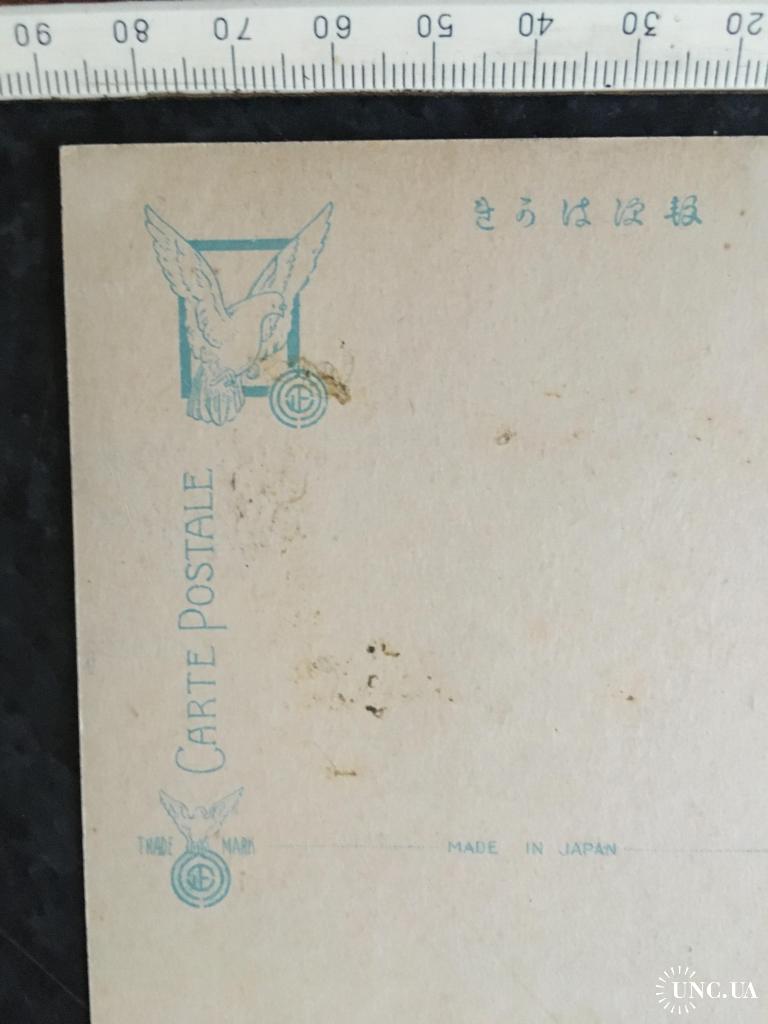 90 80 70 60 50 40 30 20
郵便はかき
CARTE POSTALE
TRADE MARK
MADE IN JAPAN
UNC.UA